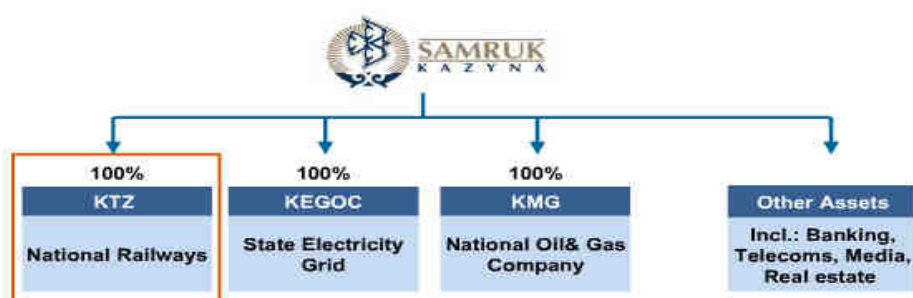 SAMRUK
KAZYNA
100%
100%
100%
KTZ
KEGOC
KMG
Other Assets
National Railways
State Electricity
Grid
National Oil& Gas
Company
Incl.: Banking,
Telecoms, Media,
Real estate